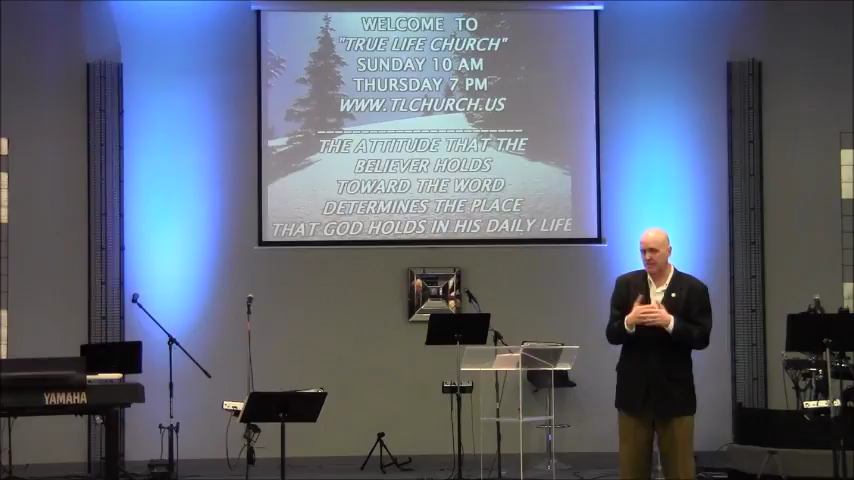 WELCOME TO
"TRUE LIFE CHURCH"
SUNDAY 10 AM
THURSDAY 7 PM
WWW.TLCHURCH.US
THE ATTITUDE THAT THE
BELIEVER HOLDS
TOWARD THE WORD
DETERMINES THE PLACE
THAT GOD HOLDS IN HIS DAILY LIFE
YAMAHA